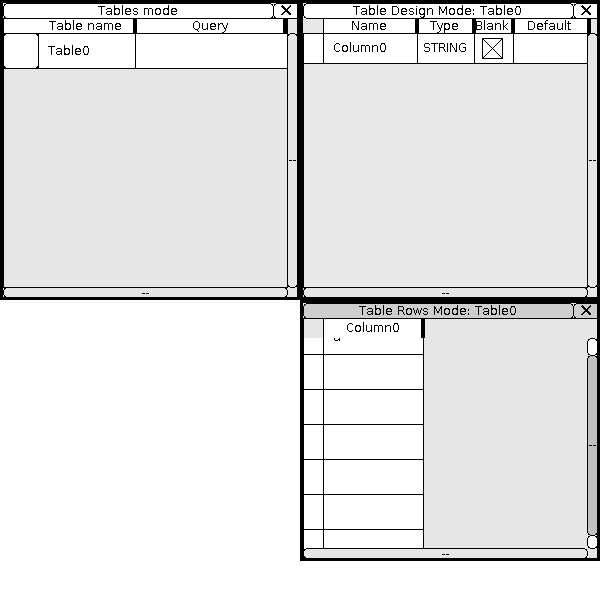 Tables mode
Table name Query
Table0
--
--
Table Design Mode: Table0
Name Type Blank Default
Column0 STRING
--
--
Table Rows Mode: Table0
Column0
--
--